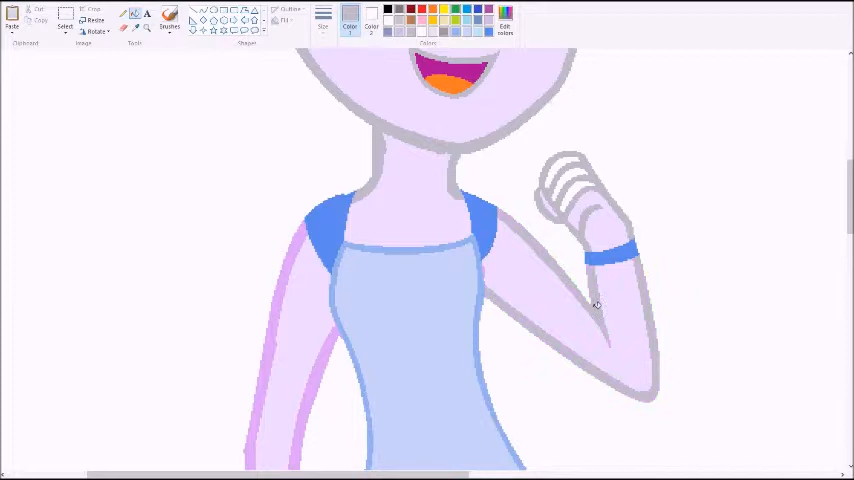 Cut
Crop
Outline
Copy
Resize
Fill
Paste
Select
Rotate
A
Brushes
Size
Color 1
Color 2
Edit colors
Clipboard
Image
Tools
Shapes
Colors